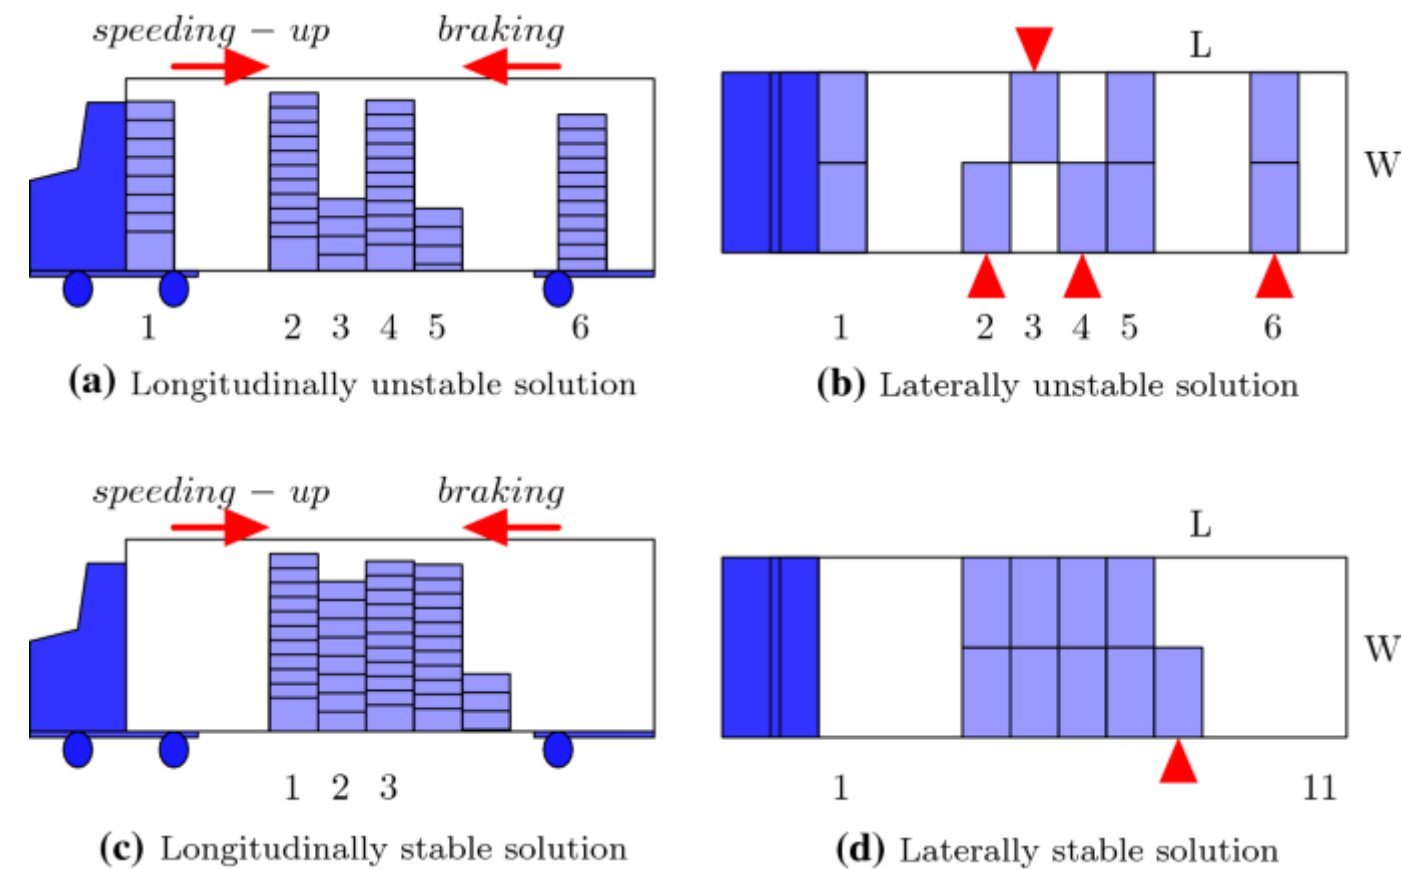 speeding – up braking
L
W
1 2 3 4 5 6
1 2 3 4 5 6
(a) Longitudinally unstable solution
(b) Laterally unstable solution
speeding – up braking
L
W
1 2 3
1 11
(c) Longitudinally stable solution
(d) Laterally stable solution